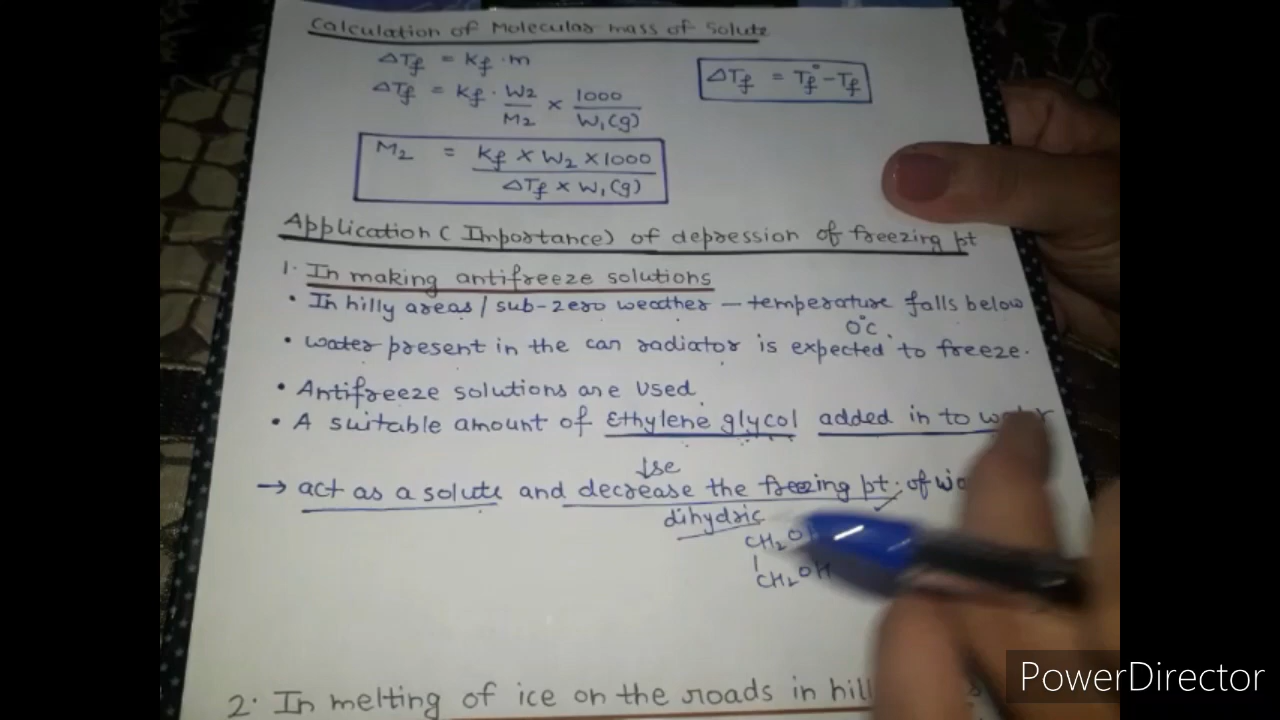 Calculation of Molecular mass of Solute
ΔTf = Kf · m
ΔTf° = Tf° - Tf
ΔTf = Kf · W2/M2 × 1000/W1(g)
M2 = Kf × W2 × 1000 / ΔTf × W1(g)
Application (Importance) of depression of freezing pt
1. In making antifreeze solutions
• In hilly areas / sub-zero weather — temperature falls below
0°C.
• water present in the car radiator is expected to freeze.
• Antifreeze solutions are used.
• A suitable amount of Ethylene glycol added in to water
↓se
→ act as a solute and decrease the freezing pt. of
dihydric
CH2O
|
CH2OH
2. In melting of ice on the roads in
PowerDirector